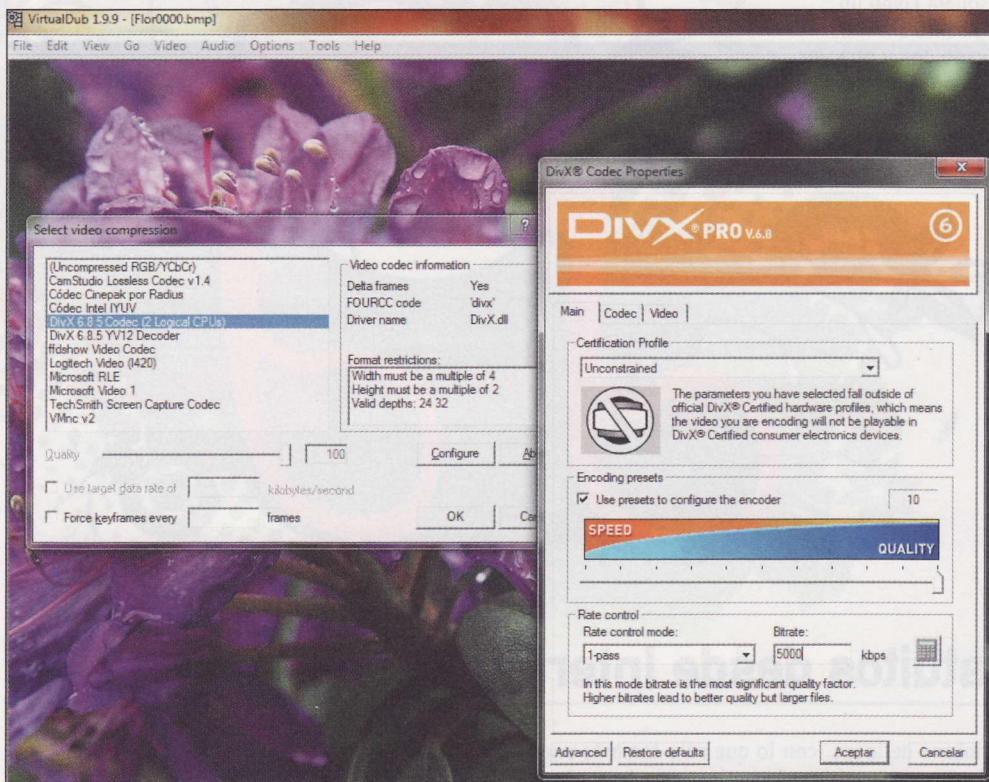 VirtualDub 1.9.9 - [Flor0000.bmp]
File Edit View Go Video Audio Options Tools Help
Select video compression
?
(Uncompressed RGB/YCbCr)
CamStudio Lossless Codec v1.4
Códec Cinepak por Radius
Códec Intel IYUV
DivX 6.8.5 Codec (2 Logical CPUs)
DivX 6.8.5 YV12 Decoder
ffdshow Video Codec
Logitech Video (I420)
Microsoft RLE
Microsoft Video 1
TechSmith Screen Capture Codec
VMnc v2
Video codec information
Delta frames Yes
FOURCC code 'divx'
Driver name DivX.dll
Format restrictions:
Width must be a multiple of 4
Height must be a multiple of 2
Valid depths: 24 32
Quality 100
Configure Ab
Use target data rate of kilobytes/second
Force keyframes every frames
OK Can
DivX® Codec Properties
X
DIVX® PRO V.6.8
6
Main Codec Video
Certification Profile
Unconstrained
The parameters you have selected fall outside of
official DivX® Certified hardware profiles, which means
the video you are encoding will not be playable in
DivX® Certified consumer electronics devices.
Encoding presets
Use presets to configure the encoder 10
SPEED
QUALITY
Rate control
Rate control mode: Bitrate:
1-pass 5000 kbps
In this mode bitrate is the most significant quality factor.
Higher bitrates lead to better quality but larger files.
Advanced Restore defaults Aceptar Cancelar